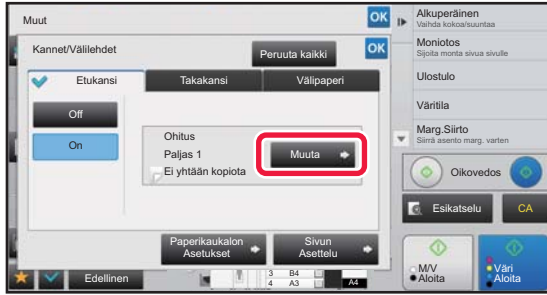 Muut
OK
Kannet/Välilehdet
Peruuta kaikki
OK
Etukansi
Takakansi
Välipaperi
Off
On
Ohitus
Paljas 1
Ei yhtään kopiota
Muuta
Paperikaukalon
Asetukset
Sivun
Asettelu
Edellinen
3 B4
4 A3
A4
Alkuperäinen
Vaihda kokoa/suuntaa
Moniotos
Sijoita monta sivua sivulle
Ulostulo
Väritila
Marg.Siirto
Siirrä asento marg. varten
Oikovedos
Esikatselu
CA
M/V
Aloita
Väri
Aloita